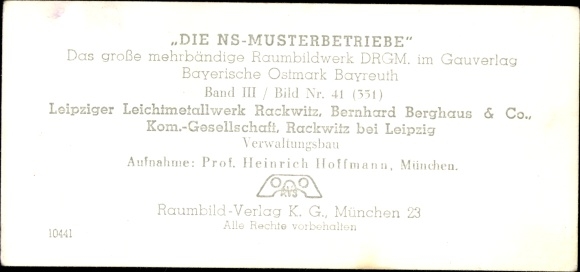 „DIE NS-MUSTERBETRIEBE“
Das große mehrbändige Raumbildwerk DRGM. im Gauverlag
Bayerische Ostmark Bayreuth
Band III / Bild Nr. 41 (331)
Leipziger Leichtmetallwerk Rackwitz, Bernhard Berghaus & Co.,
Kom.-Gesellschaft, Rackwitz bei Leipzig
Verwaltungsbau
Aufnahme: Prof. Heinrich Hoffmann, München.
Raumbild-Verlag K. G., München 23
Alle Rechte vorbehalten
10441